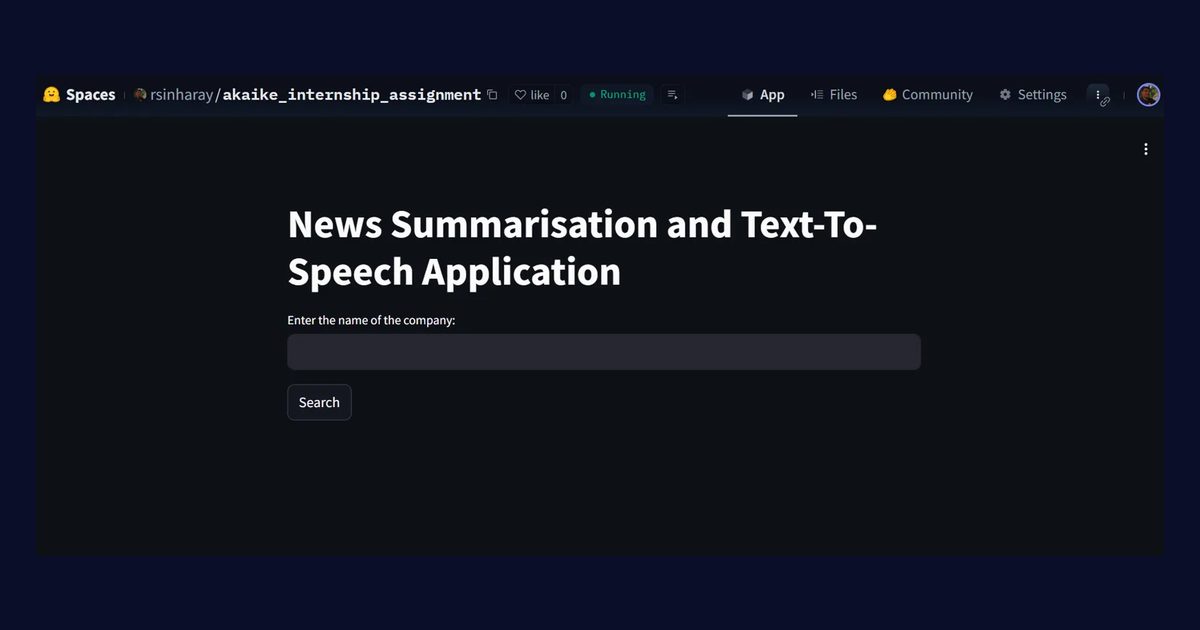 Spaces rsinharay/akaike_internship_assignment like 0 Running App Files Community Settings
News Summarisation and Text-To-
Speech Application
Enter the name of the company:
Search